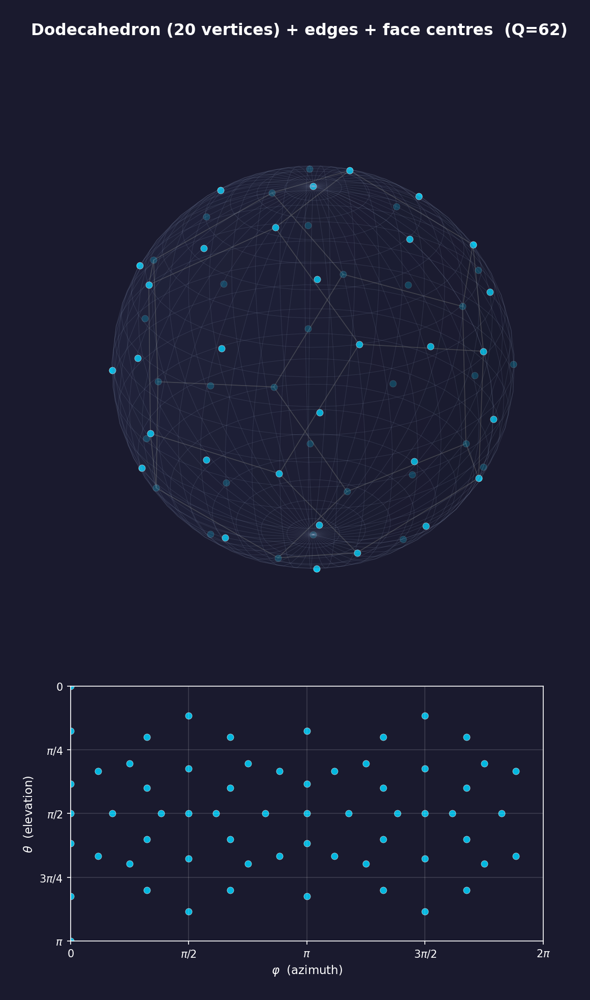 Dodecahedron (20 vertices) + edges + face centres  (Q=62)
0
π/4
π/2
3π/4
π
θ (elevation)
0
π/2
π
3π/2
2π
φ (azimuth)